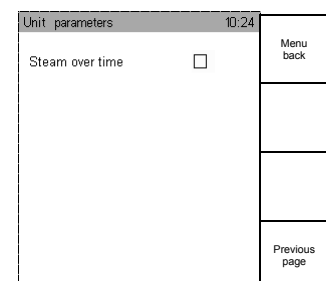 Unit parameters 10:24
Menu
back
Steam over time
Previous
page